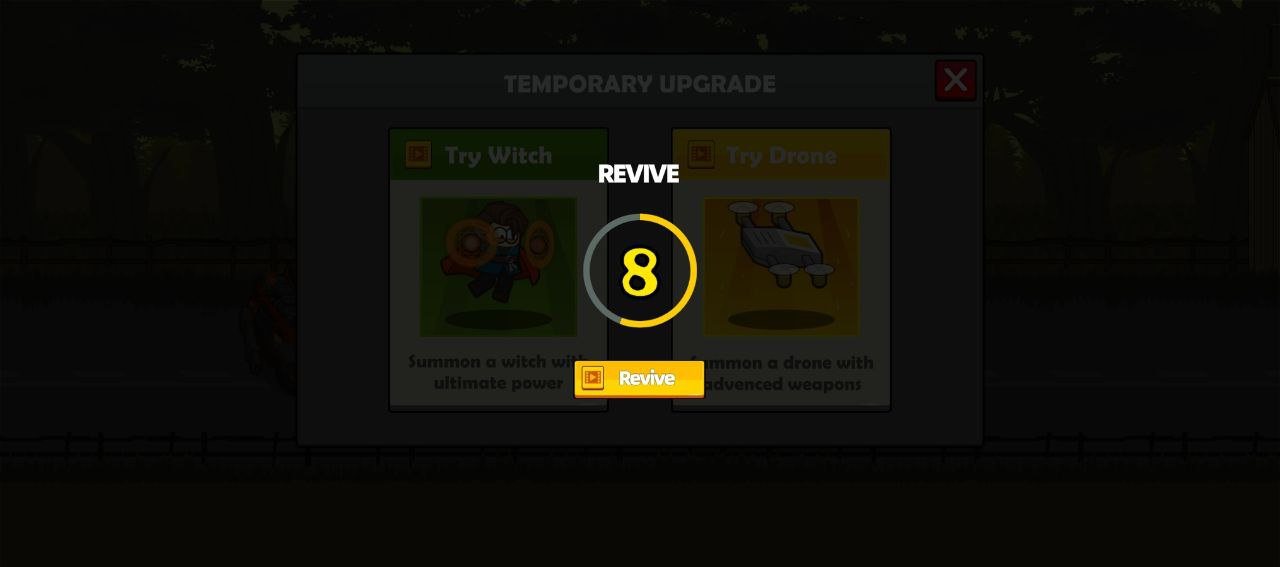 TEMPORARY UPGRADE
Try Witch
Try Drone
REVIVE
8
Summon a witch with
ultimate power
Summon a drone with
advenced weapons
Revive